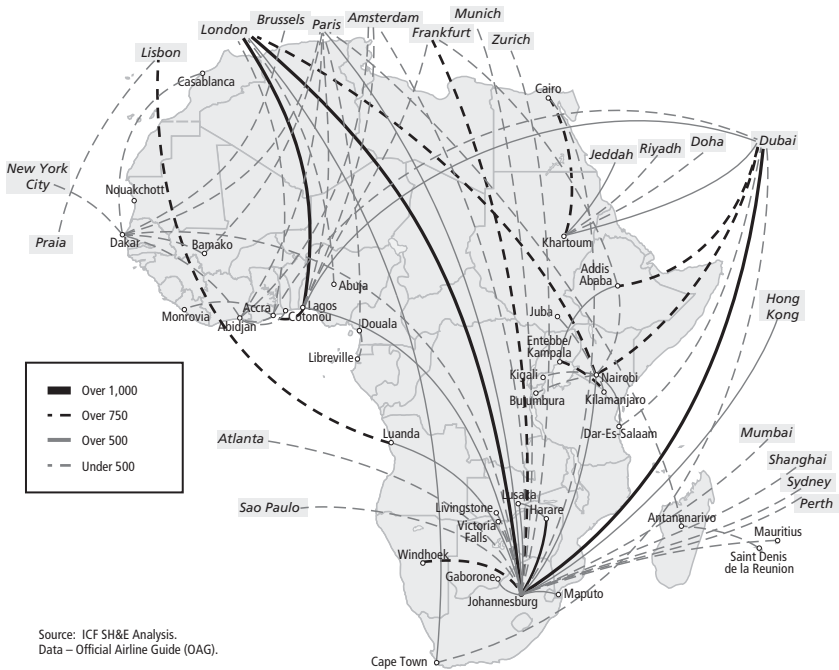 Munich
Brussels
Paris
Amsterdam
London
Frankfurt
Zurich
Lisbon
Casablanca
Cairo
Dubai
Doha
Riyadh
Jeddah
New York
City
Nouakchott
Praia
Dakar
Bamako
Khartoum
Addis
Ababa
Abuja
Hong
Kong
Accra
Lagos
Cotonou
Monrovia
Abidjan
Douala
Juba
Entebbe/
Kampala
Libreville
Kigali
Nairobi
Bujumbura
Kilamanjaro
Over 1,000
Over 750
Over 500
Under 500
Luanda
Dar-Es-Salaam
Atlanta
Mumbai
Shanghai
Sydney
Perth
Sao Paulo
Lusaka
Livingstone
Harare
Victoria
Falls
Antananarivo
Mauritius
Saint Denis
de la Reunion
Windhoek
Gaborone
Johannesburg
Maputo
Source: ICF SH&E Analysis.
Data – Official Airline Guide (OAG).
Cape Town